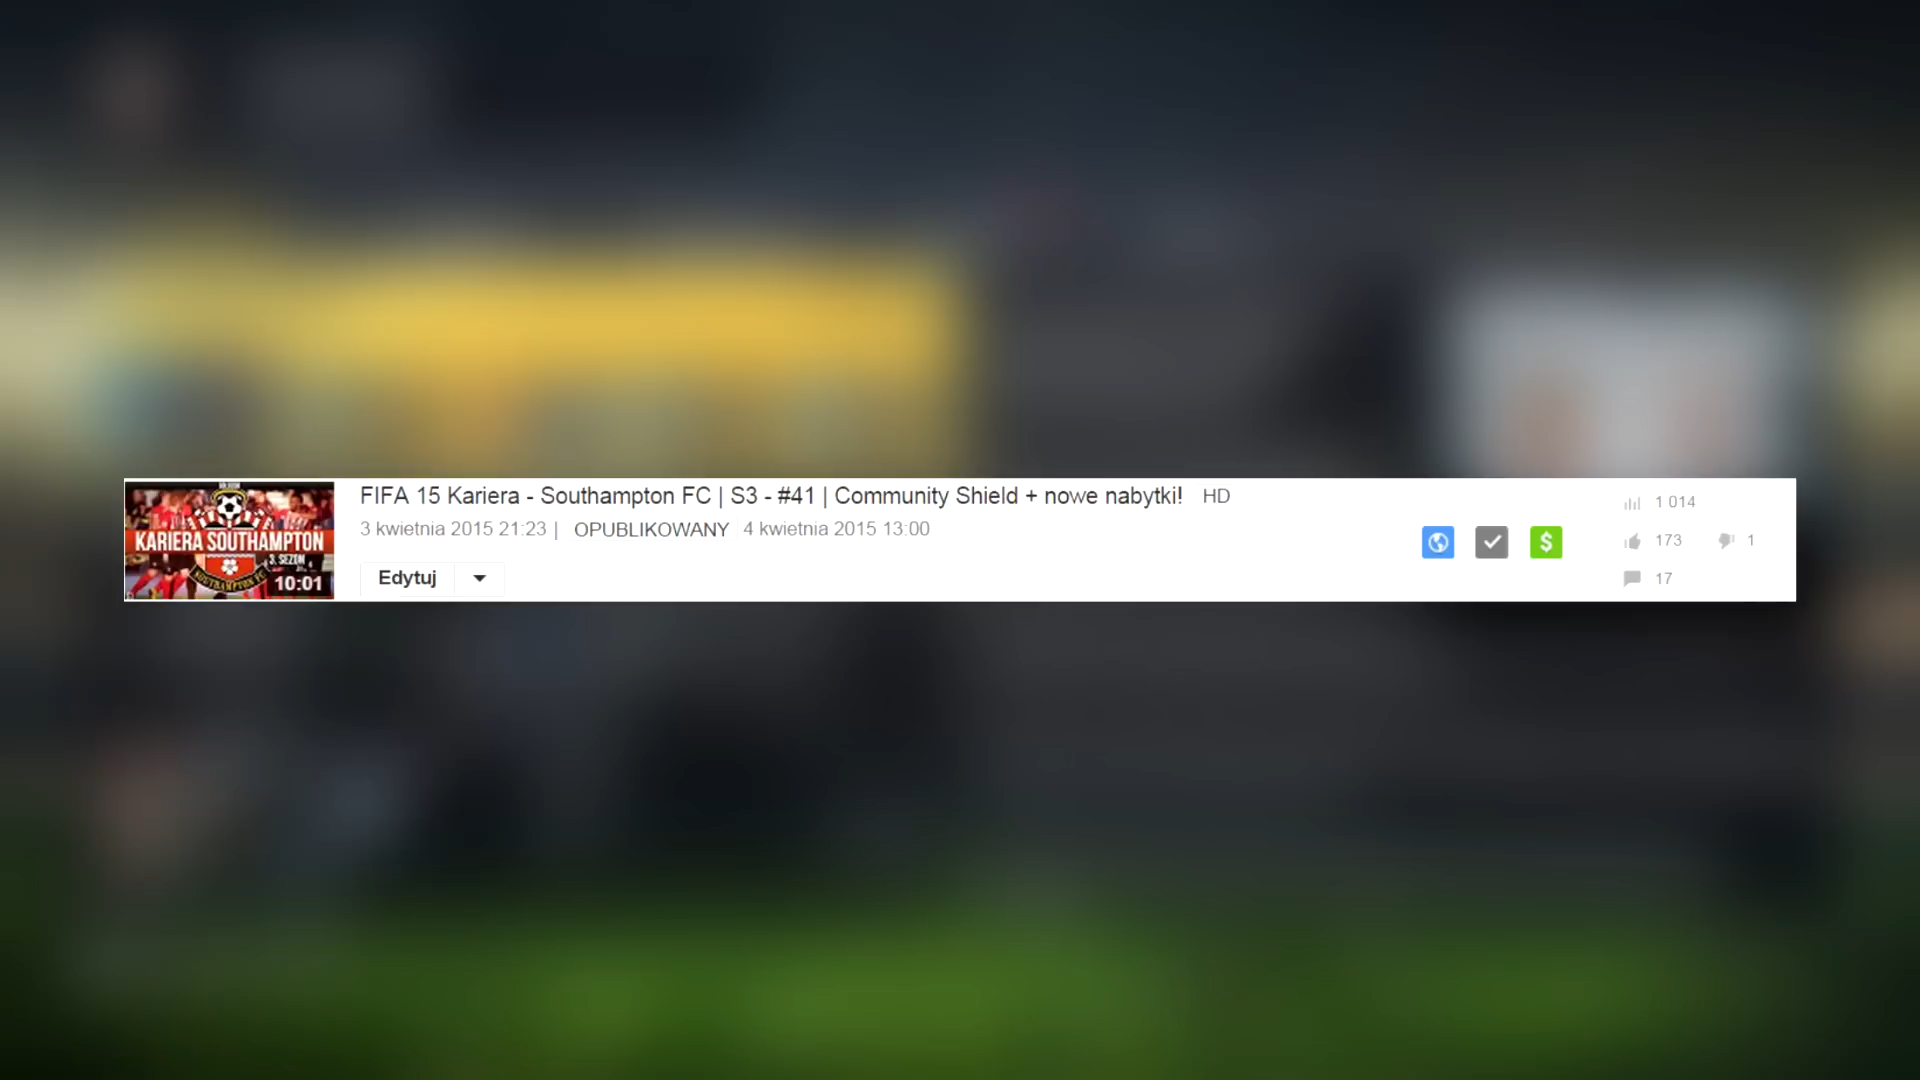 FIFA 15 Kariera - Southampton FC | S3 - #41 | Community Shield + nowe nabytki! HD
3 kwietnia 2015 21:23 | OPUBLIKOWANY 4 kwietnia 2015 13:00
Edytuj
KARIERA SOUTHAMPTON
3. SEZON
SOUTHAMPTON FC
10:01
1 014
173 1
17